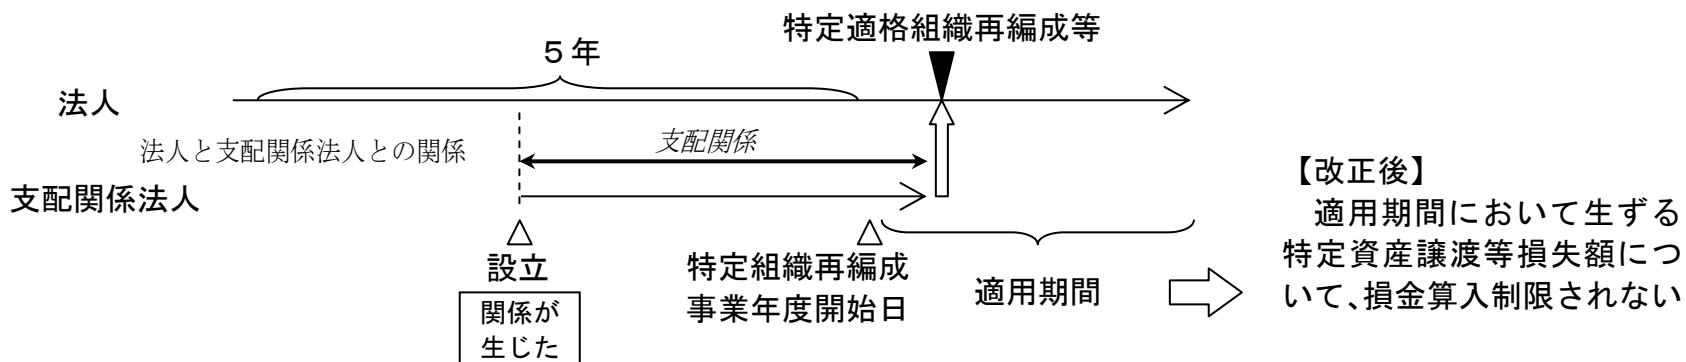 特定適格組織再編成等
5年
法人
法人と支配関係法人との関係
支配関係
支配関係法人
設立
関係が
生じた
特定組織再編成
事業年度開始日
適用期間
【改正後】
適用期間において生ずる
特定資産譲渡等損失額につ
いて、損金算入制限されない